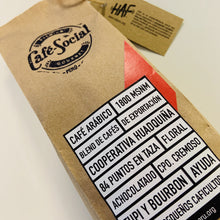 Café Social
PERÚ
HAF
CAFÉ ARÁBICO | 1800 MSNM
BLEND DE CAFÉS DE EXPORTACIÓN
COOPERATIVA HUADQUIÑA
84 PUNTOS EN TAZA | FLORAL
ACHOCOLATADO | CPO. CREMOSO
BOURBON | AYUDA
PEQUEÑOS CAFICULTORES